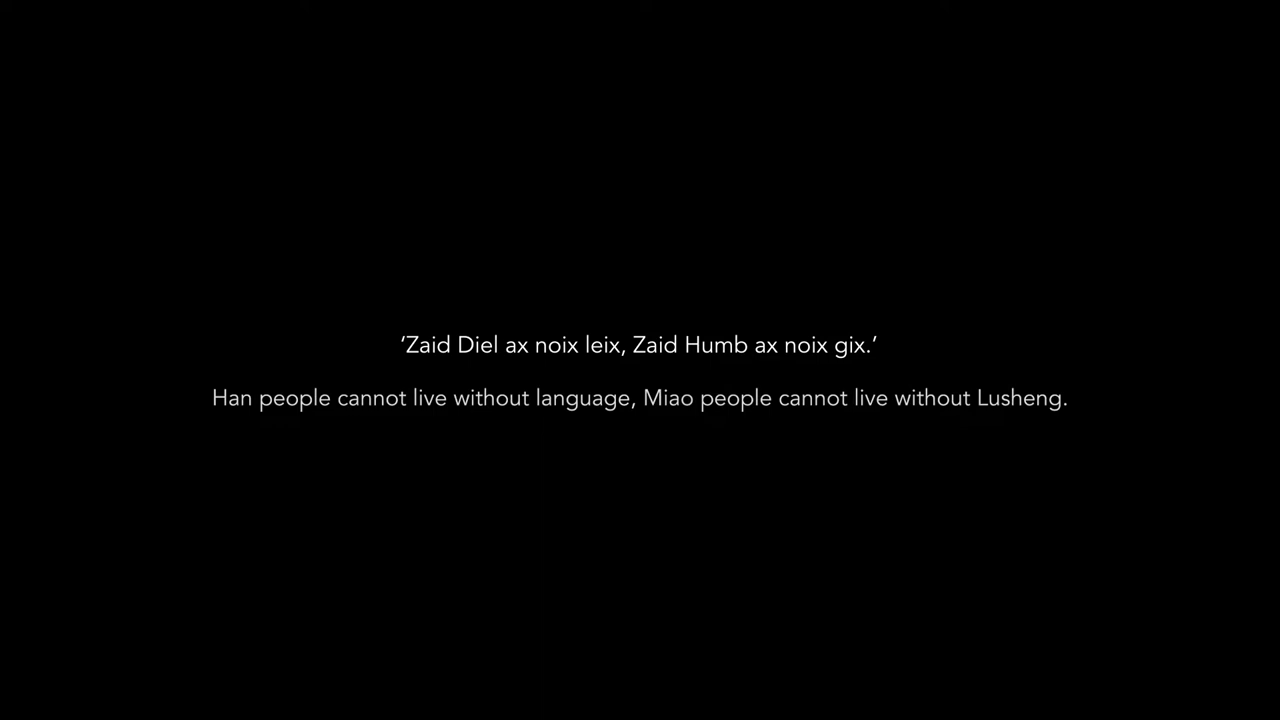 ‘Zaid Diel ax noix leix, Zaid Humb ax noix gix.’
Han people cannot live without language, Miao people cannot live without Lusheng.